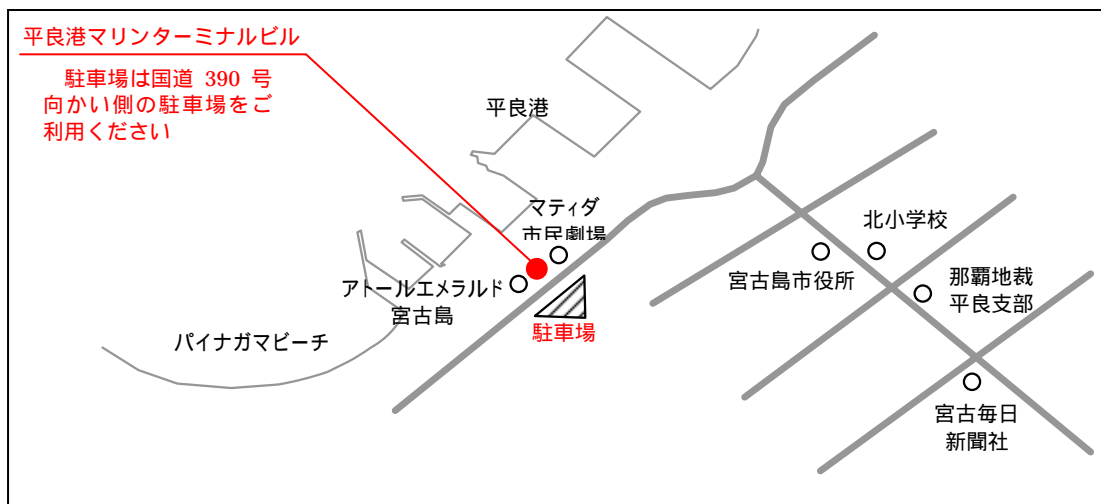 平良港マリンターミナルビル
駐車場は国道 390 号
向かい側の駐車場をご
利用ください
平良港
マティダ
市民劇場
アトールエメラルド
宮古島
駐車場
パイナガマビーチ
北小学校
宮古島市役所
那覇地裁
平良支部
宮古毎日
新聞社